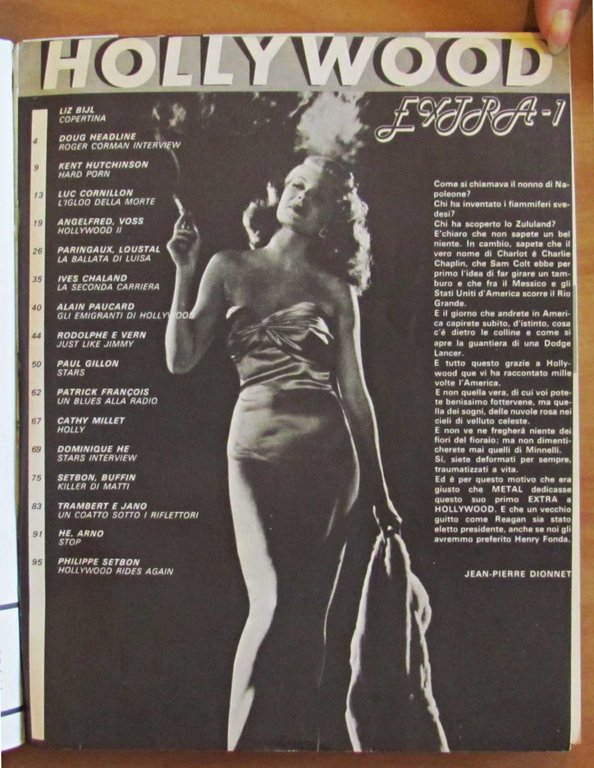 HOLLYWOOD
EXTRA-1
LIZ BIJL
COPERTINA
4 DOUG HEADLINE
ROGER CORMAN INTERVIEW
9 KENT HUTCHINSON
HARD PORN
13 LUC CORNILLON
L'IGLOO DELLA MORTE
19 ANGELFRED, VOSS
HOLLYWOOD II
26 PARINGAUX, LOUSTAL
LA BALLATA DI LUISA
35 IVES CHALAND
LA SECONDA CARRIERA
40 ALAIN PAUCARD
GLI EMIGRANTI DI HOLLYWOOD
44 RODOLPHE E VERN
JUST LIKE JIMMY
50 PAUL GILLON
STARS
62 PATRICK FRANÇOIS
UN BLUES ALLA RADIO
67 CATHY MILLET
HOLLY
69 DOMINIQUE HE
STARS INTERVIEW
75 SETBON, BUFFIN
KILLER DI MATTI
83 TRAMBERT E JANO
UN COATTO SOTTO I RIFLETTORI
91 HE, ARNO
STOP
95 PHILIPPE SETBON
HOLLYWOOD RIDES AGAIN
Come si chiamava il nonno di Na-
poleone?
Chi ha inventato i fiammiferi sve-
desi?
Chi ha scoperto lo Zululand?
E'chiaro che non sapete un bel
niente. In cambio, sapete che il
vero nome di Charlot è Charlie
Chaplin, che Sam Colt ebbe per
primo l'idea di far girare un tam-
buro e che fra il Messico e gli
Stati Uniti d'America scorre il Rio
Grande.
E il giorno che andrete in Ameri-
ca capirete subito, d'istinto, cosa
c'è dietro le colline e come si
apre la guantiera di una Dodge
Lancer.
E tutto questo grazie a Holly-
wood que vi ha raccontato mille
volte l'America.
E non quella vera, di cui voi pote-
te benissimo fottervene, ma que-
lla dei sogni, delle nuvole rosa nei
cieli di velluto celeste.
E non ve ne fregherà niente dei
fiori del fioraio; ma non dimenti-
cherete mai quelli di Minnelli.
Si, siete deformati per sempre,
traumatizzati a vita.
Ed è per questo motivo che era
giusto che METAL dedicasse
questo suo primo EXTRA a
HOLLYWOOD. E che un vecchio
guitto come Reagan sia stato
eletto presidente, anche se noi gli
avremmo preferito Henry Fonda.
JEAN-PIERRE DIONNET